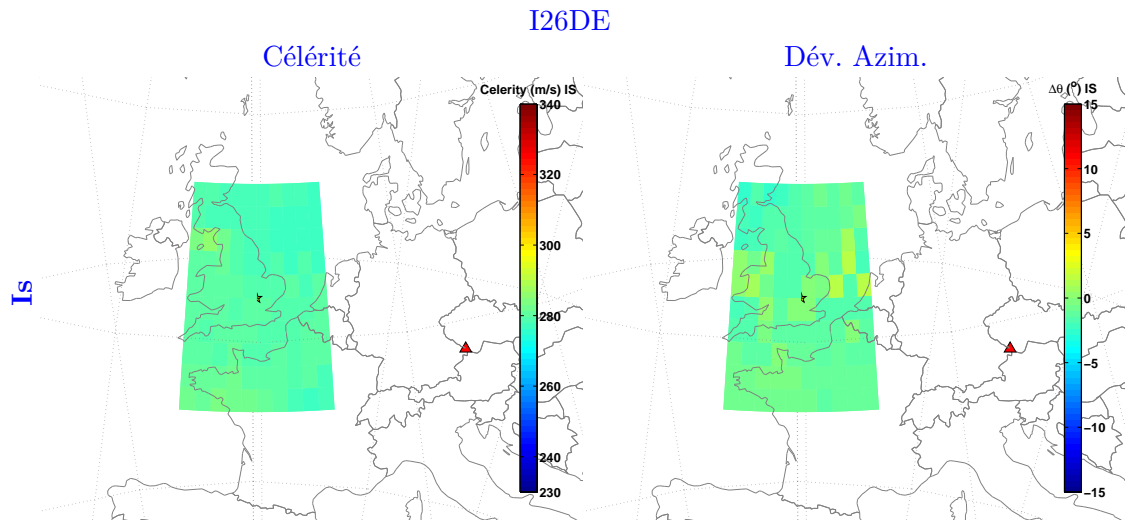 I26DE
Célérité
Dév. Azim.
Is
Celerity (m/s) IS
340
320
300
280
260
240
230
Δθ (°) IS
15
10
5
0
−5
−10
−15